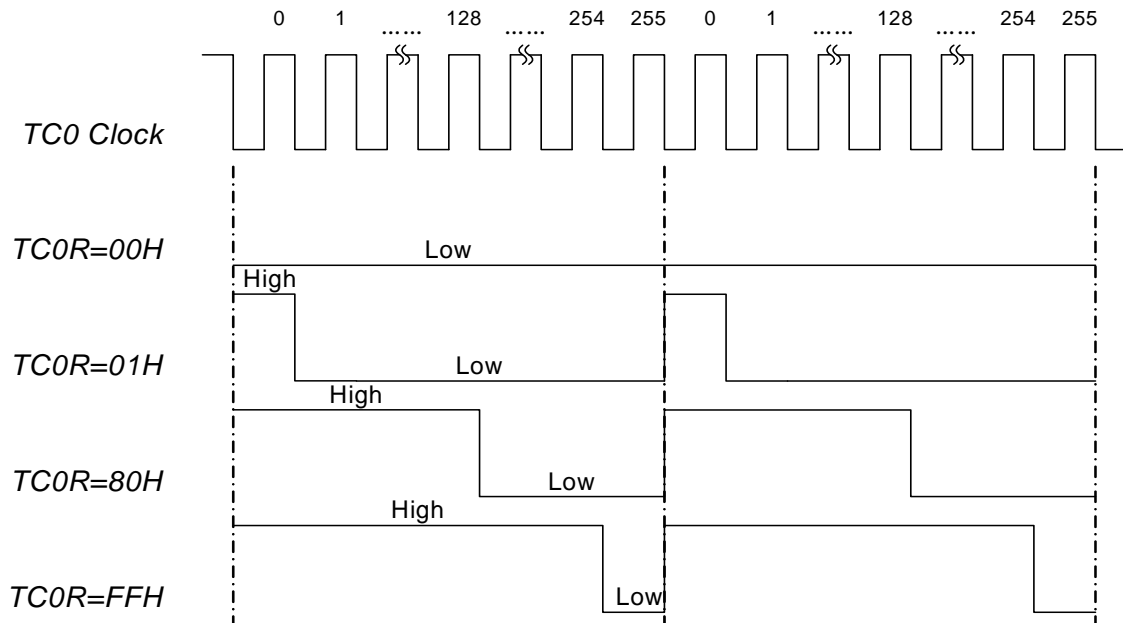 0 1 …… 128 …… 254 255 0 1 …… 128 …… 254 255
TC0 Clock
TC0R=00H
Low
High
TC0R=01H
Low
High
TC0R=80H
Low
High
TC0R=FFH
Low